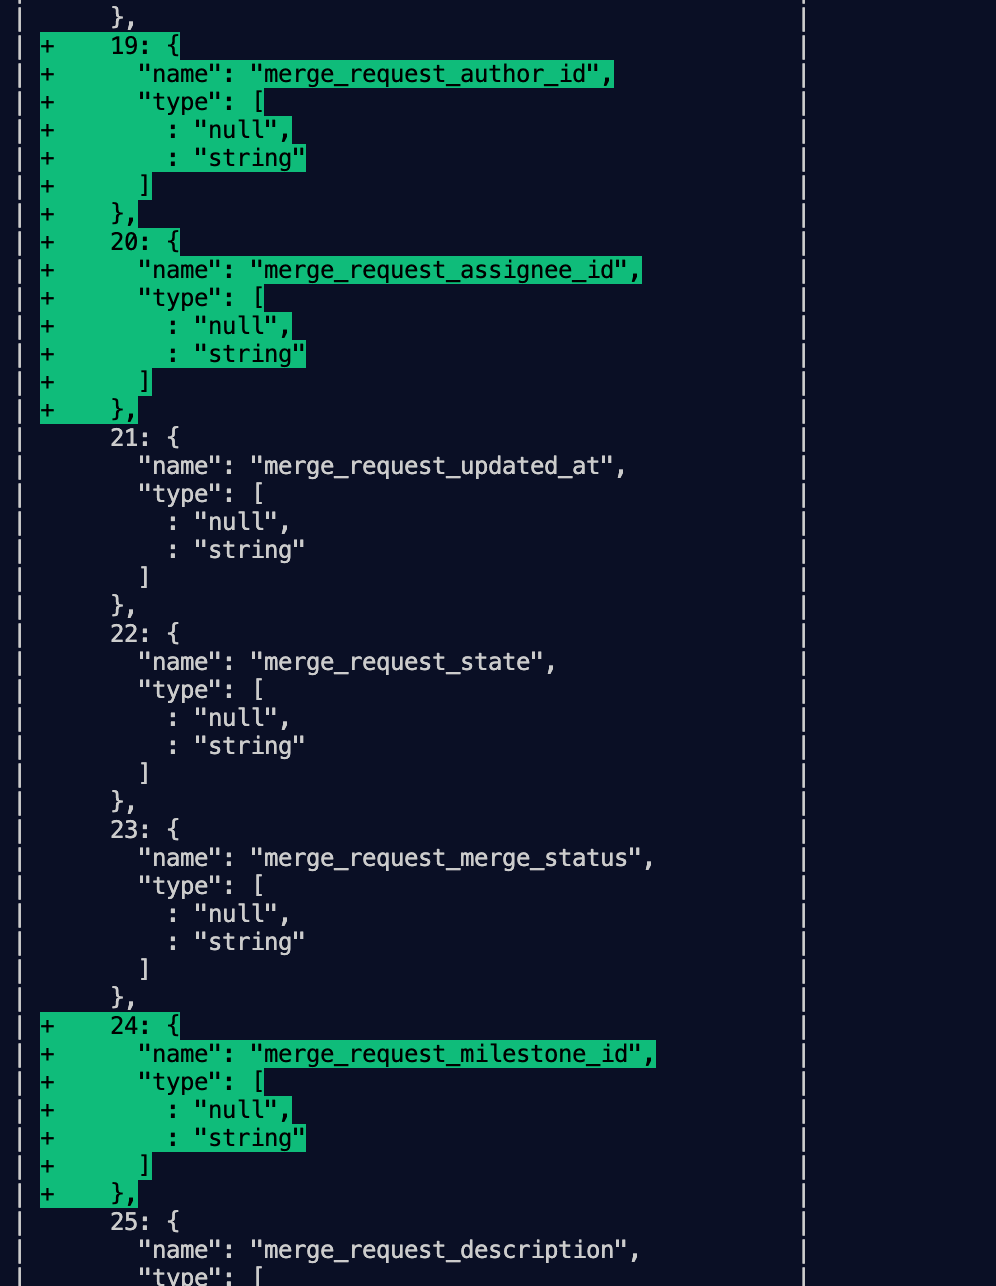 },
+ 19: {
+ "name": "merge_request_author_id",
+ "type": [
+ : "null",
+ : "string"
+ ]
+ },
+ 20: {
+ "name": "merge_request_assignee_id",
+ "type": [
+ : "null",
+ : "string"
+ ]
+ },
21: {
"name": "merge_request_updated_at",
"type": [
: "null",
: "string"
]
},
22: {
"name": "merge_request_state",
"type": [
: "null",
: "string"
]
},
23: {
"name": "merge_request_merge_status",
"type": [
: "null",
: "string"
]
},
+ 24: {
+ "name": "merge_request_milestone_id",
+ "type": [
+ : "null",
+ : "string"
+ ]
+ },
25: {
"name": "merge_request_description",
"type": [